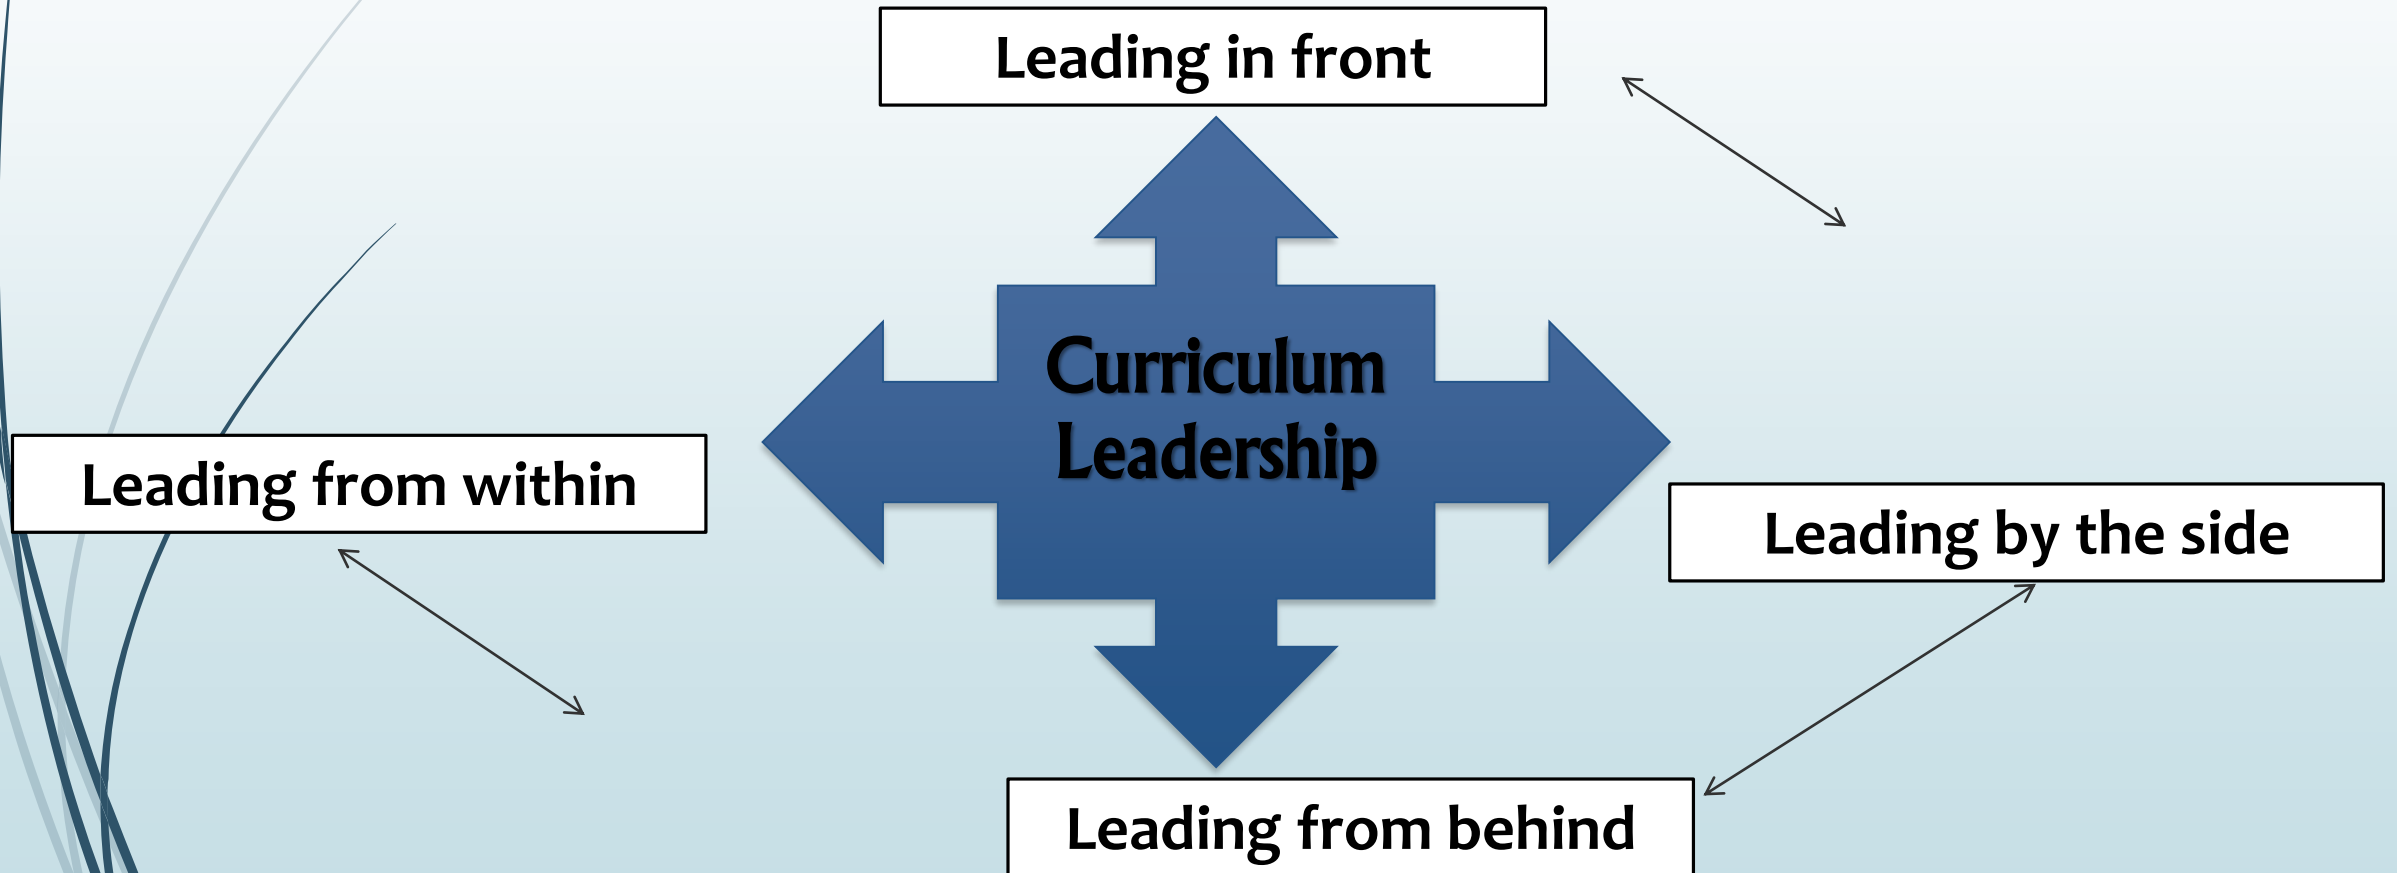 Leading in front
Curriculum
Leadership
Leading from within
Leading by the side
Leading from behind